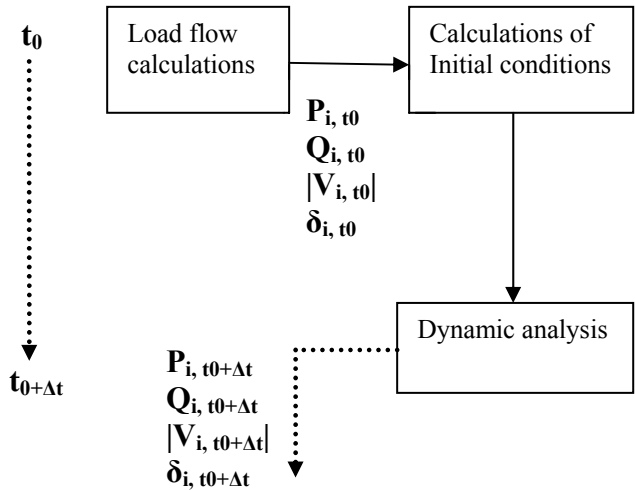 t0
Load flow
calculations
Calculations of
Initial conditions
Pi, t0
Qi, t0
|Vi, t0|
δi, t0
Dynamic analysis
t0+Δt
Pi, t0+Δt
Qi, t0+Δt
|Vi, t0+Δt|
δi, t0+Δt